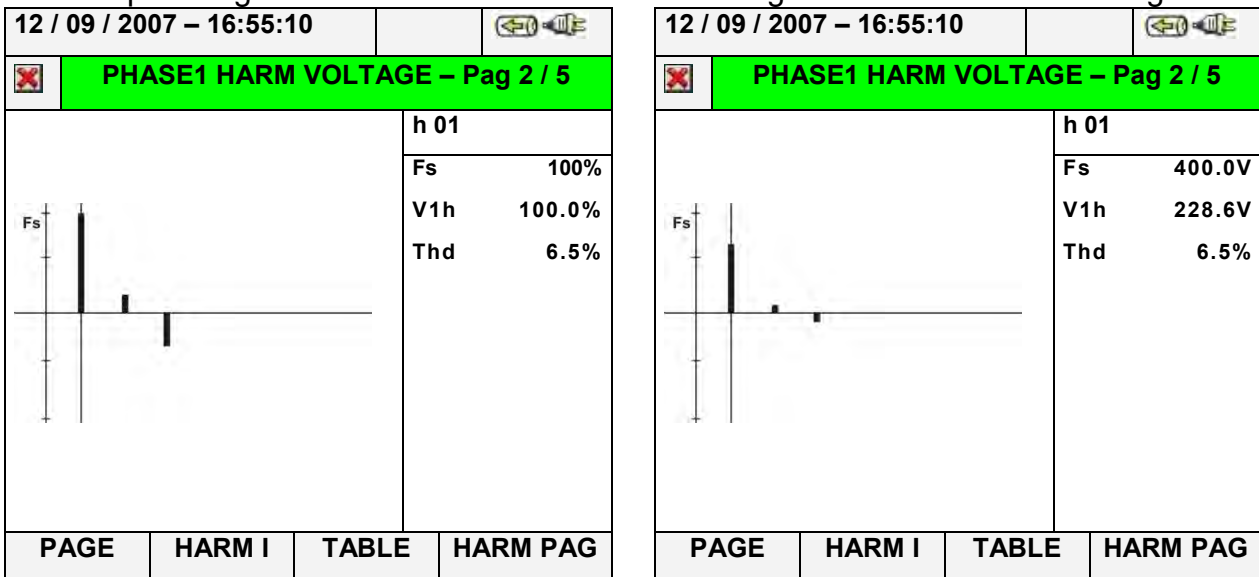 12 / 09 / 2007 – 16:55:10
PHASE1 HARM VOLTAGE – Pag 2 / 5
h 01
Fs 100%
V1h 100.0%
Thd 6.5%
Fs
PAGE HARM I TABLE HARM PAG
12 / 09 / 2007 – 16:55:10
PHASE1 HARM VOLTAGE – Pag 2 / 5
h 01
Fs 400.0V
V1h 228.6V
Thd 6.5%
Fs
PAGE HARM I TABLE HARM PAG